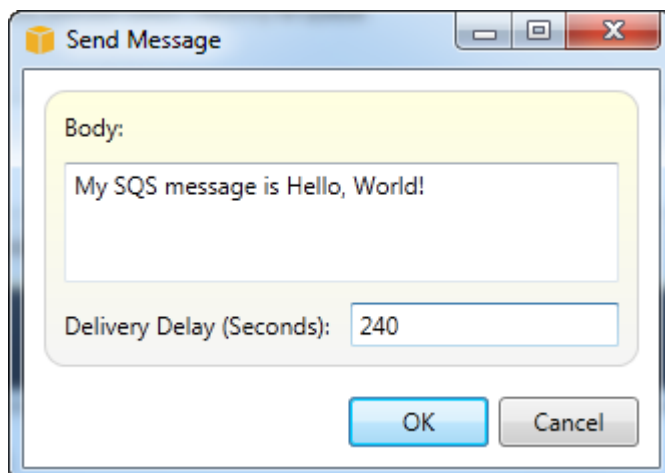 Send Message
Body:
My SQS message is Hello, World!
Delivery Delay (Seconds): 240
OK Cancel